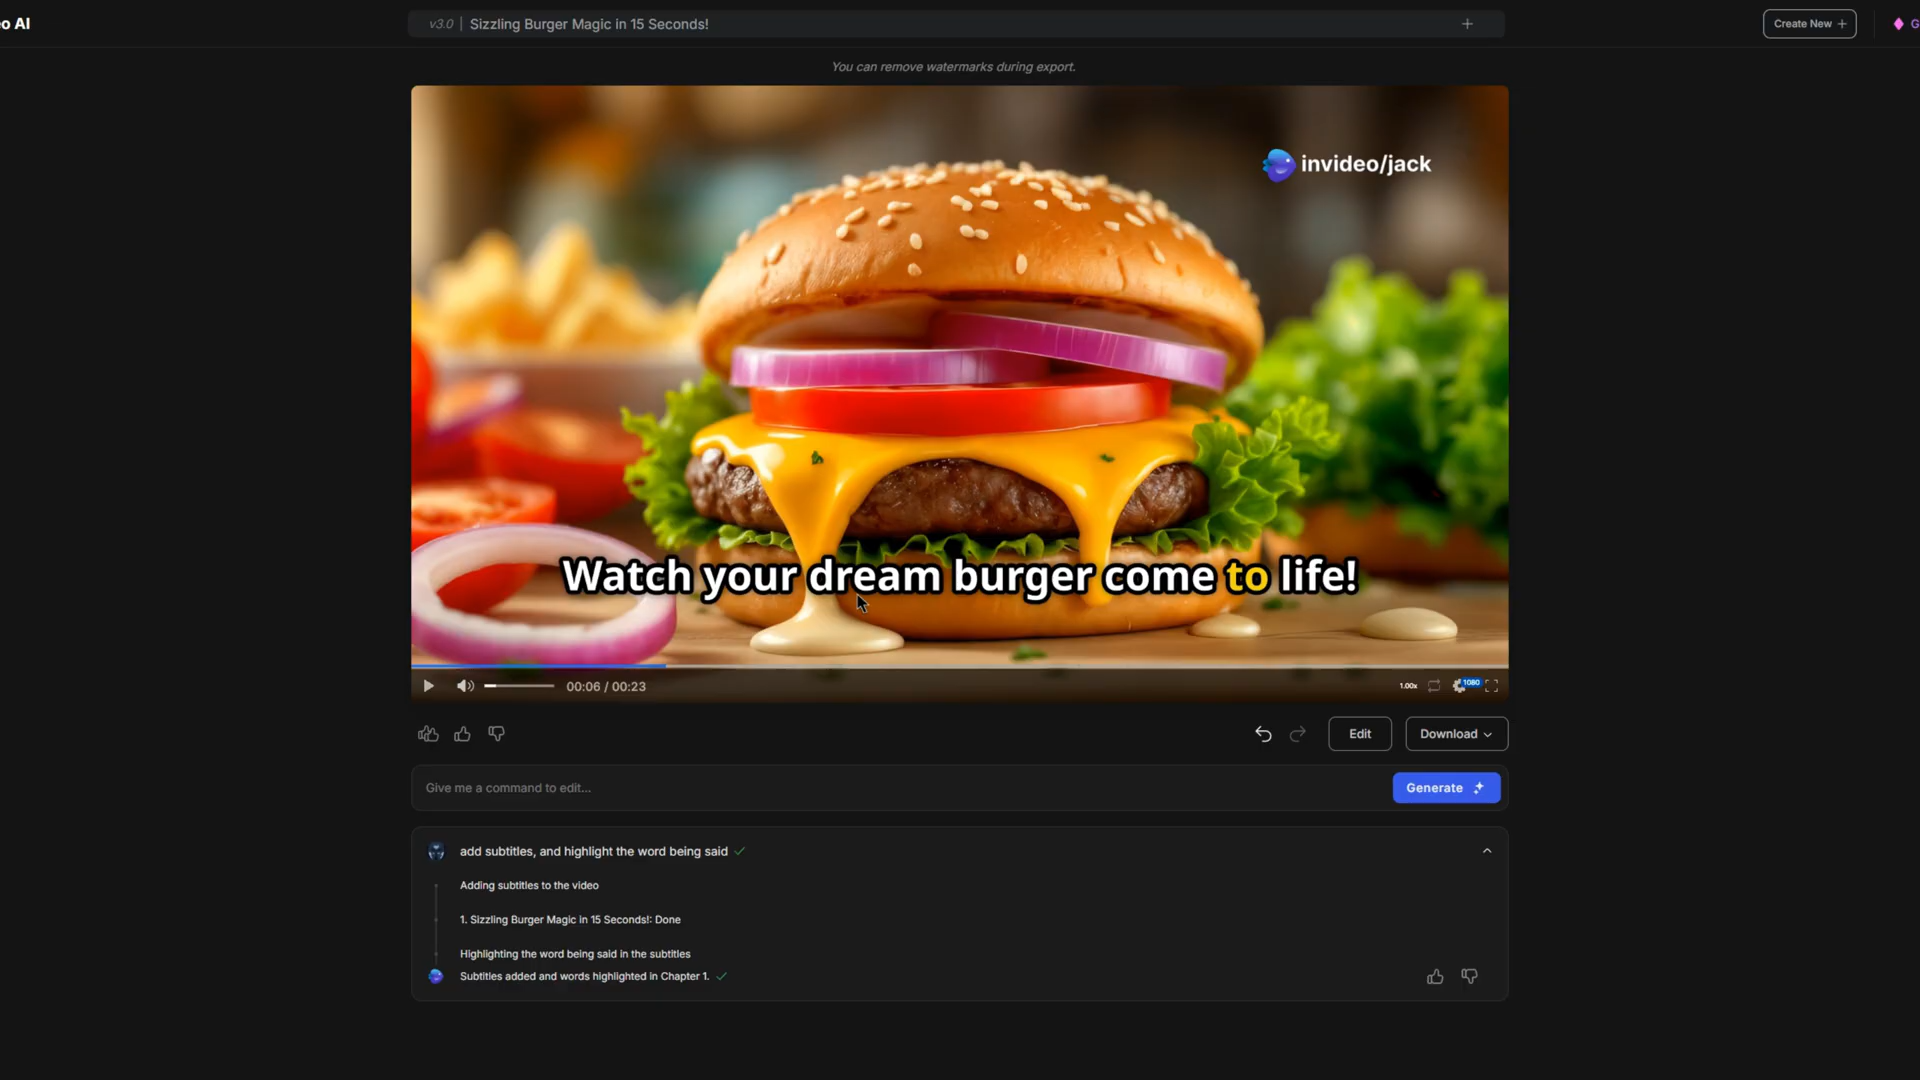 eo AI
v3.0 | Sizzling Burger Magic in 15 Seconds!
Create New
G
You can remove watermarks during export.
invideo/jack
Watch your dream burger come to life!
00:06 / 00:23
1.00x
1080
Edit
Download
Give me a command to edit...
Generate
add subtitles, and highlight the word being said
Adding subtitles to the video
1. Sizzling Burger Magic in 15 Seconds!: Done
Highlighting the word being said in the subtitles
Subtitles added and words highlighted in Chapter 1.